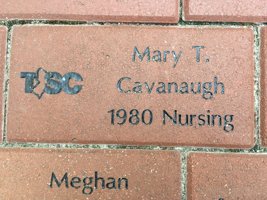 TSC
Mary T.
Cavanaugh
1980 Nursing
Meghan